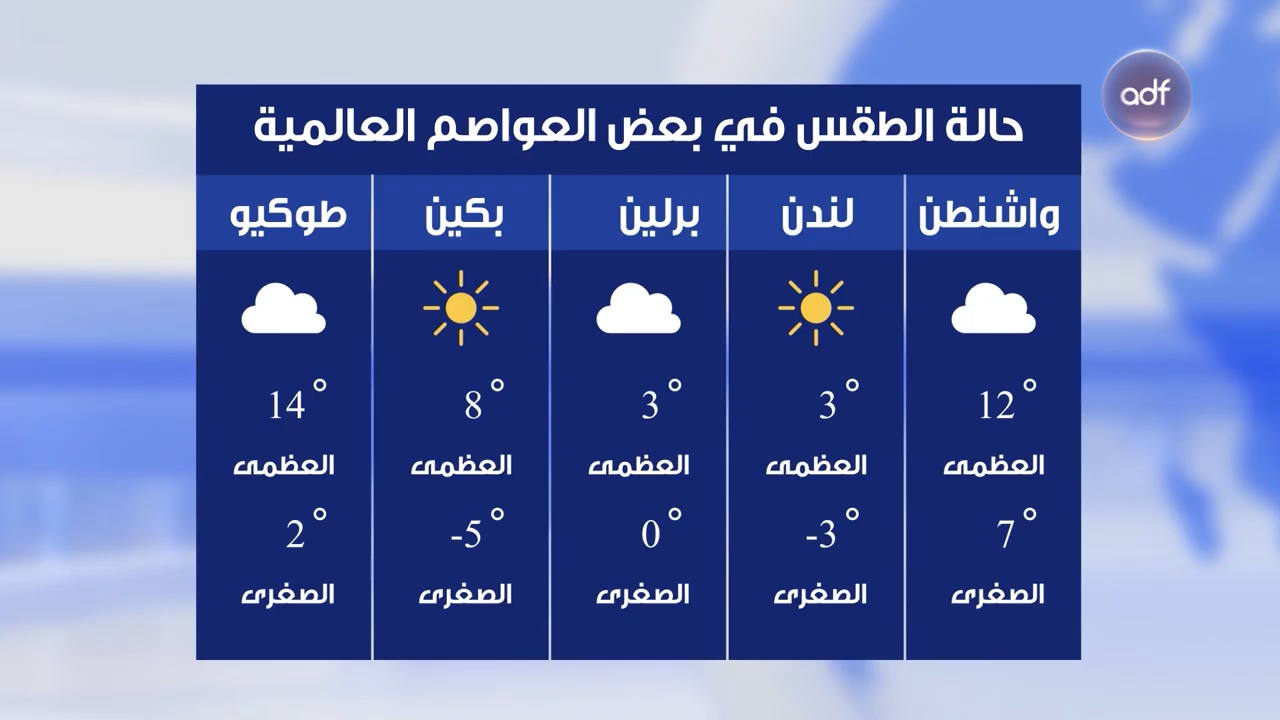 adf
حالة الطقس في بعض العواصم العالمية
واشنطن لندن برلين بكين طوكيو
12° 3° 3° 8° 14°
العظمى العظمى العظمى العظمى العظمى
7° -3° 0° -5° 2°
الصغرى الصغرى الصغرى الصغرى الصغرى